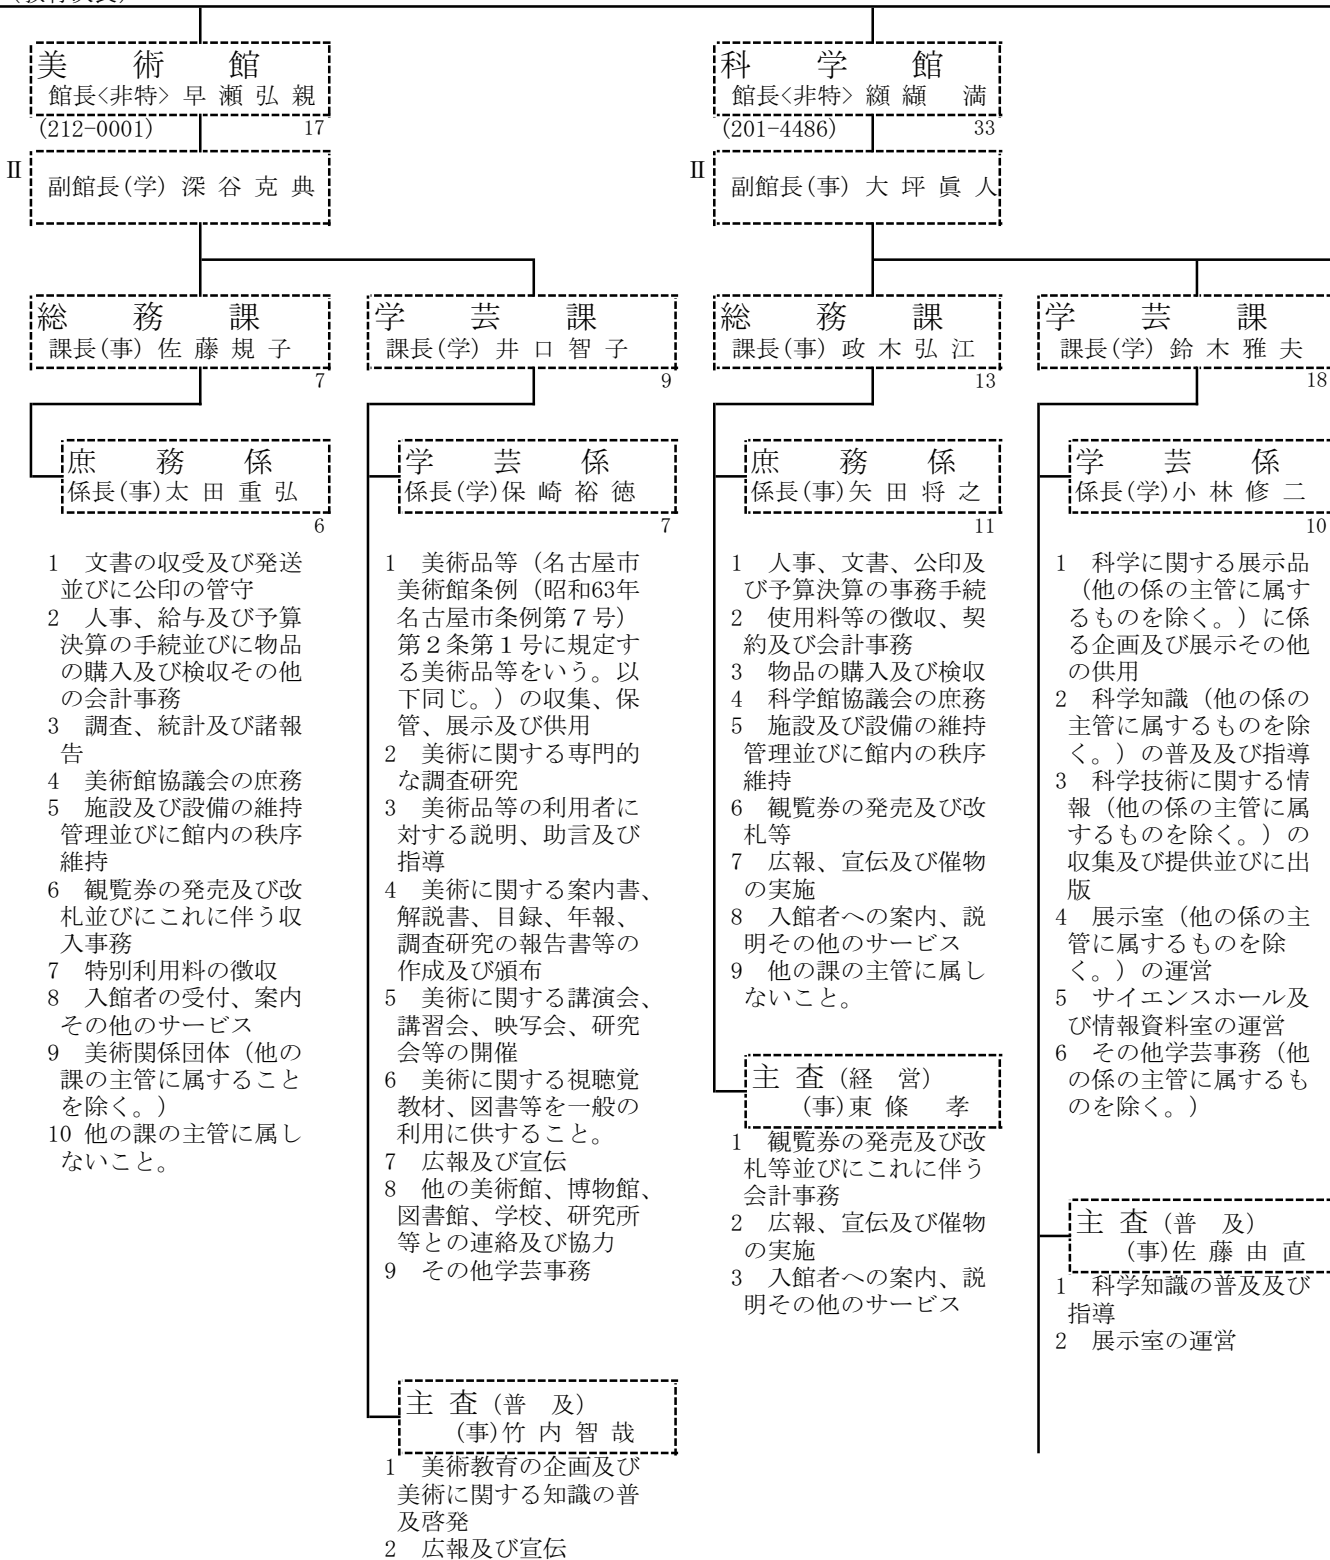 美術館
館長<非特> 早瀬弘親
(212-0001) 17
Ⅱ
副館長(学) 深谷克典
総務課
課長(事) 佐藤規子
7
庶務係
係長(事)太田重弘
6
1 文書の収受及び発送
並びに公印の管守
2 人事、給与及び予算
決算の手続並びに物品
の購入及び検収その他
の会計事務
3 調査、統計及び諸報
告
4 美術館協議会の庶務
5 施設及び設備の維持
管理並びに館内の秩序
維持
6 観覧券の発売及び改
札並びにこれに伴う収
入事務
7 特別利用料の徴収
8 入館者の受付、案内
その他のサービス
9 美術関係団体（他の
課の主管に属すること
を除く。）
10 他の課の主管に属し
ないこと。
学芸課
課長(学) 井口智子
9
学芸係
係長(学)保崎裕徳
7
1 美術品等（名古屋市
美術館条例（昭和63年
名古屋市条例第７号）
第２条第１号に規定す
る美術品等をいう。以
下同じ。）の収集、保
管、展示及び供用
2 美術に関する専門的
な調査研究
3 美術品等の利用者に
対する説明、助言及び
指導
4 美術に関する案内書、
解説書、目録、年報、
調査研究の報告書等の
作成及び頒布
5 美術に関する講演会、
講習会、映写会、研究
会等の開催
6 美術に関する視聴覚
教材、図書等を一般の
利用に供すること。
7 広報及び宣伝
8 他の美術館、博物館、
図書館、学校、研究所
等との連絡及び協力
9 その他学芸事務
主査(普及)
(事)竹内智哉
1 美術教育の企画及び
美術に関する知識の普
及啓発
2 広報及び宣伝
科学館
館長<非特> 纐纈満
(201-4486) 33
Ⅱ
副館長(事) 大坪眞人
総務課
課長(事) 政木弘江
13
庶務係
係長(事)矢田将之
11
1 人事、文書、公印及
び予算決算の事務手続
2 使用料等の徴収、契
約及び会計事務
3 物品の購入及び検収
4 科学館協議会の庶務
5 施設及び設備の維持
管理並びに館内の秩序
維持
6 観覧券の発売及び改
札等
7 広報、宣伝及び催物
の実施
8 入館者への案内、説
明その他のサービス
9 他の課の主管に属し
ないこと。
主査(経営)
(事)東條孝
1 観覧券の発売及び改
札等並びにこれに伴う
会計事務
2 広報、宣伝及び催物
の実施
3 入館者への案内、説
明その他のサービス
学芸課
課長(学) 鈴木雅夫
18
学芸係
係長(学)小林修二
10
1 科学に関する展示品
（他の係の主管に属す
るものを除く。）に係
る企画及び展示その他
の供用
2 科学知識（他の係の
主管に属するものを除
く。）の普及及び指導
3 科学技術に関する情
報（他の係の主管に属
するものを除く。）の
収集及び提供並びに出
版
4 展示室（他の係の主
管に属するものを除
く。）の運営
5 サイエンスホール及
び情報資料室の運営
6 その他学芸事務（他
の係の主管に属するも
のを除く。）
主査(普及)
(事)佐藤由直
1 科学知識の普及及び
指導
2 展示室の運営